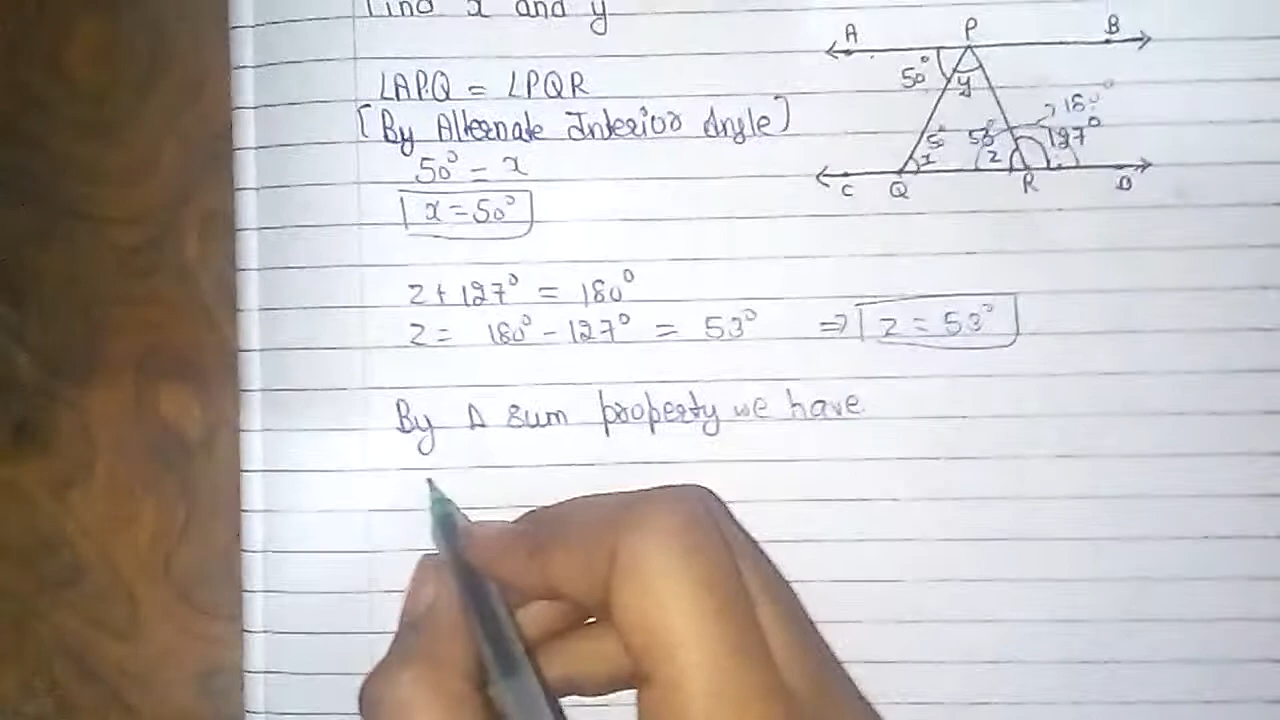 Find x and y
∠APQ = ∠PQR
[By Alternate Interior Angle]
50° = x
x = 50°
z + 127° = 180°
z = 180° - 127° = 53° ⇒ z = 53°
By Δ sum property we have
A P B
50° y
180°
50 53° 127°
x z
C Q R D